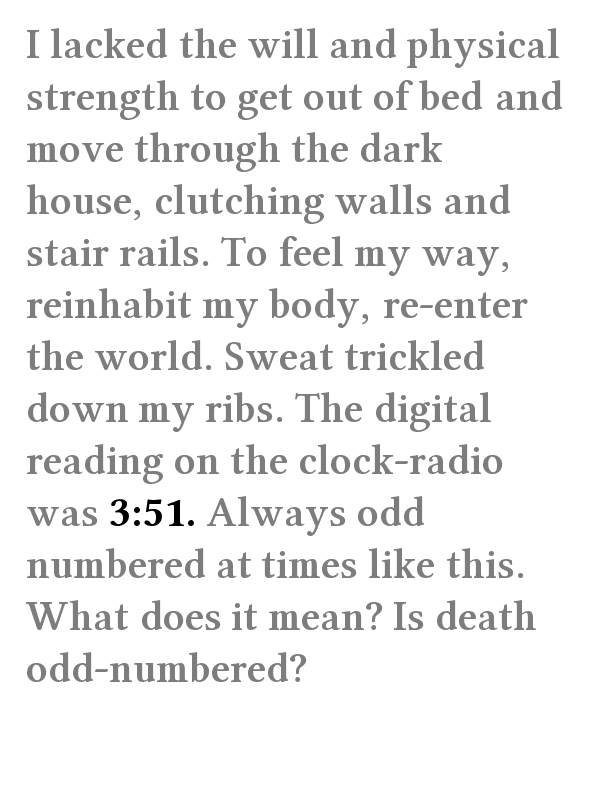 I lacked the will and physical
strength to get out of bed and
move through the dark
house, clutching walls and
stair rails. To feel my way,
reinhabit my body, re-enter
the world. Sweat trickled
down my ribs. The digital
reading on the clock-radio
was 3:51. Always odd
numbered at times like this.
What does it mean? Is death
odd-numbered?